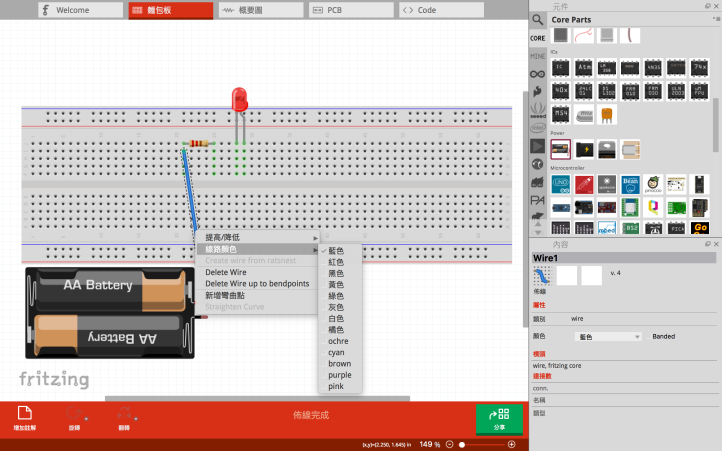 Welcome
麵包板
概要圖
PCB
Code
元件
Core Parts
CORE
MINE
ICs
Power
Microcontroller
提高/降低
線路顏色
Create wire from ratsnest
Delete Wire
Delete Wire up to bendpoints
新增彎曲點
Straighten Curve
藍色
紅色
黑色
黃色
綠色
灰色
白色
橘色
ochre
cyan
brown
purple
pink
AA Battery
AA Battery
fritzing
內容
Wire1
v. 4
佈線
屬性
類別
wire
顏色
藍色
Banded
標頭
wire, fritzing core
連接數
conn.
名稱
類型
增加註解
旋轉
翻轉
佈線完成
分享
(x,y)=(2.250, 1.645) in
149 %